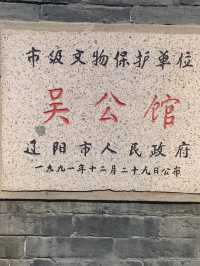 市级文物保护单位
吴公馆
辽阳市人民政府
一九九一年十二月二十九日公布